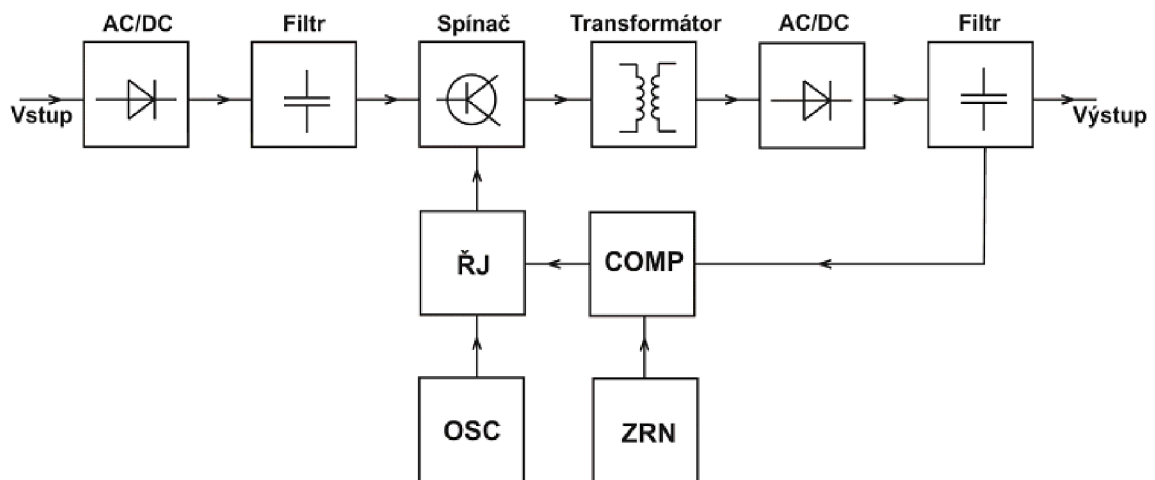 AC/DC
Filtr
Spínač
Transformátor
AC/DC
Filtr
Vstup
Výstup
ŘJ
COMP
OSC
ZRN